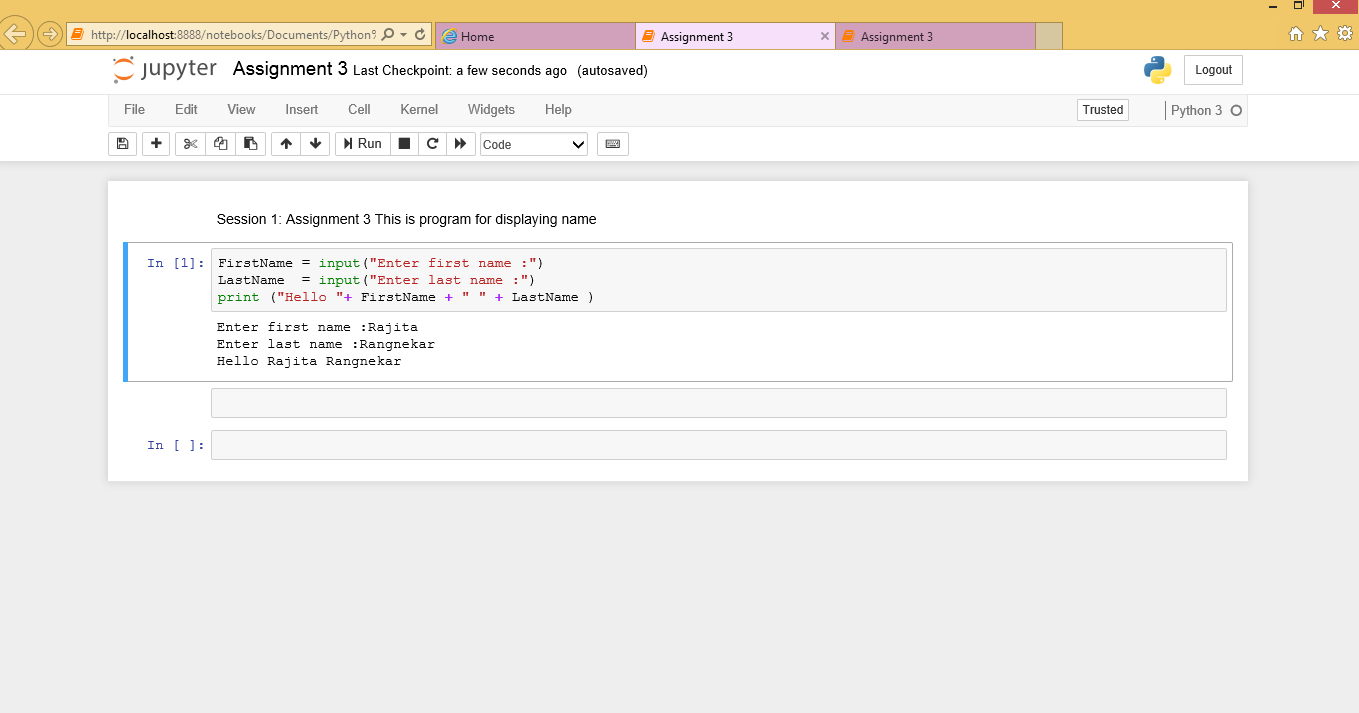 http://localhost:8888/notebooks/Documents/Python%
Home
Assignment 3
Assignment 3
jupyter Assignment 3 Last Checkpoint: a few seconds ago (autosaved)
Logout
File Edit View Insert Cell Kernel Widgets Help
Trusted
Python 3
Run
Code
Session 1: Assignment 3 This is program for displaying name
In [1]:
FirstName = input("Enter first name :")
LastName  = input("Enter last name :")
print ("Hello "+ FirstName + " " + LastName )
Enter first name :Rajita
Enter last name :Rangnekar
Hello Rajita Rangnekar
In [ ]: